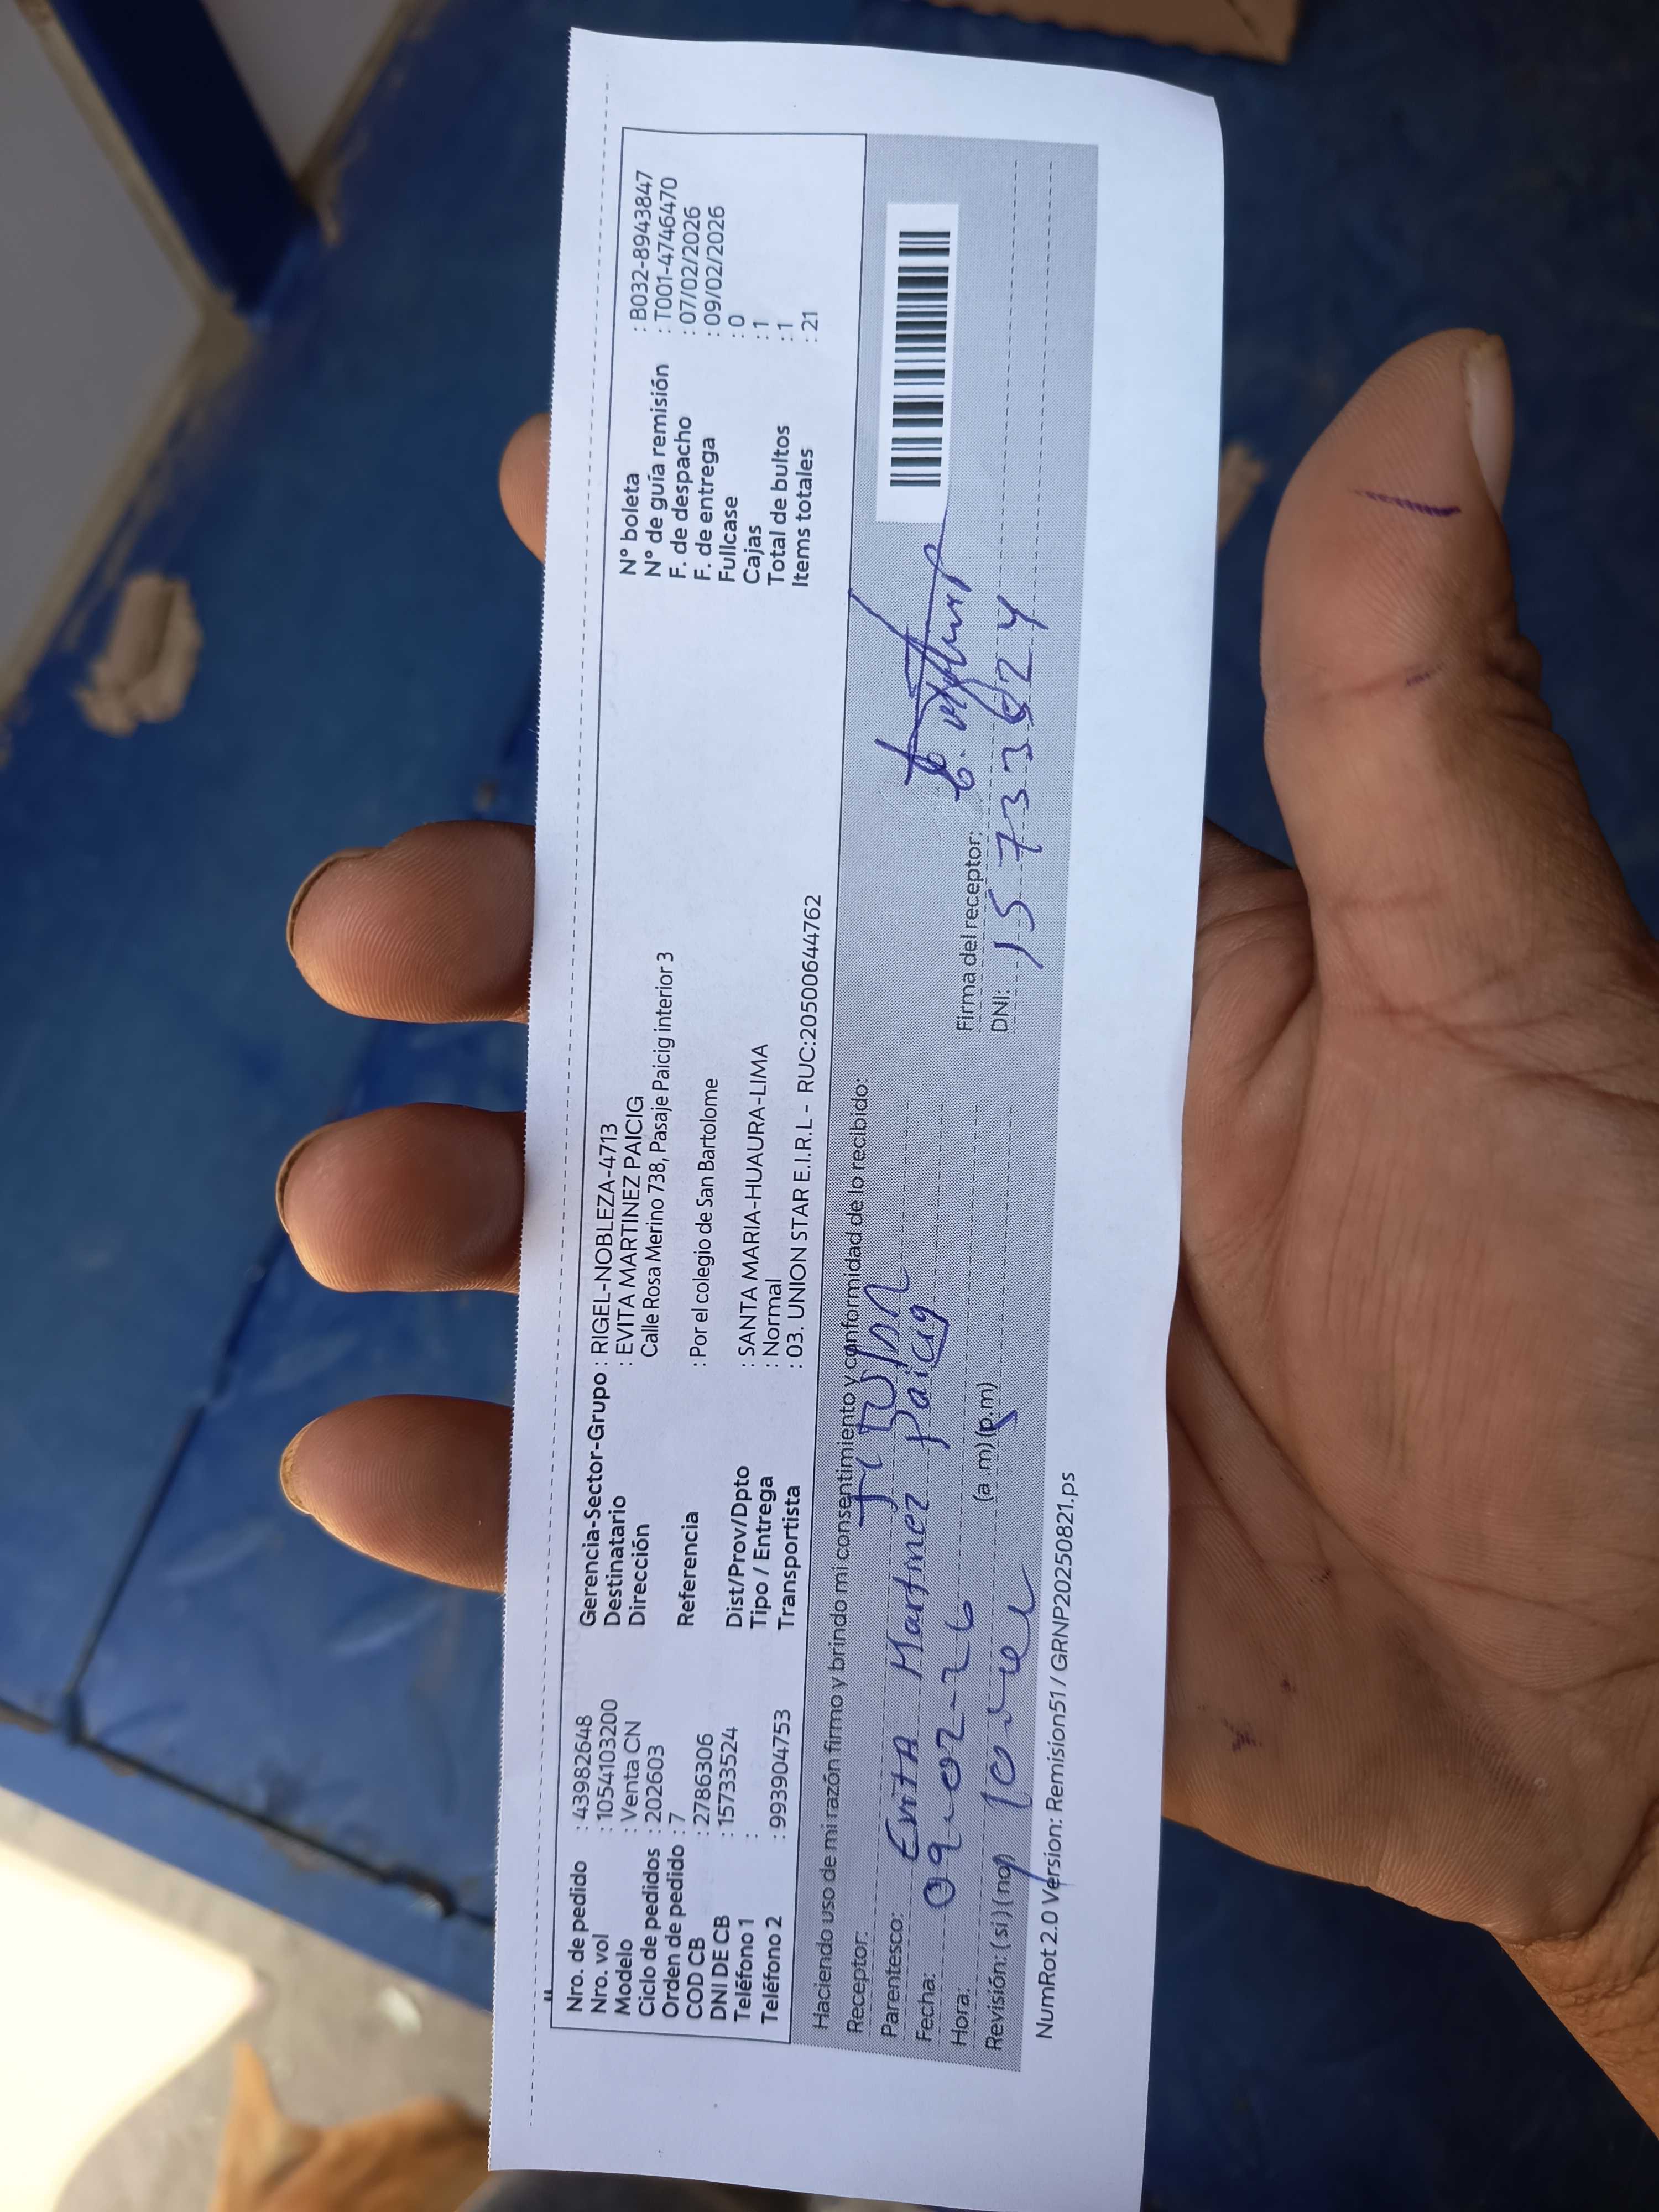 Nro. de pedido : 43982648
Nro. vol : 1054103200
Modelo : Venta CN
Ciclo de pedidos : 202603
Orden de pedido : 7
COD CB : 2786306
DNI DE CB : 15733524
Teléfono 1 :
Teléfono 2 : 993904753
Gerencia-Sector-Grupo : RIGEL-NOBLEZA-4713
Destinatario : EVITA MARTINEZ PAICIG
Dirección Calle Rosa Merino 738, Pasaje Paicig interior 3
Referencia : Por el colegio de San Bartolome
Dist/Prov/Dpto : SANTA MARIA-HUAURA-LIMA
Tipo / Entrega : Normal
Transportista : 03. UNION STAR E.I.R.L - RUC:20500644762
N° boleta : B032-8943847
N° de guía remisión : T001-4746470
F. de despacho : 07/02/2026
F. de entrega : 09/02/2026
Fullcase : 0
Cajas : 1
Total de bultos : 1
Items totales : 21
Haciendo uso de mi razón firmo y brindo mi consentimiento y conformidad de lo recibido:
Receptor:
Parentesco: Evita Martinez Paicig
Fecha: 09-02-26
Hora: (a.m) (p.m)
Revisión: (si) (no)
Firma del receptor:
DNI:
NumRot 2.0 Version: Remision51 / GRNP20250821.ps